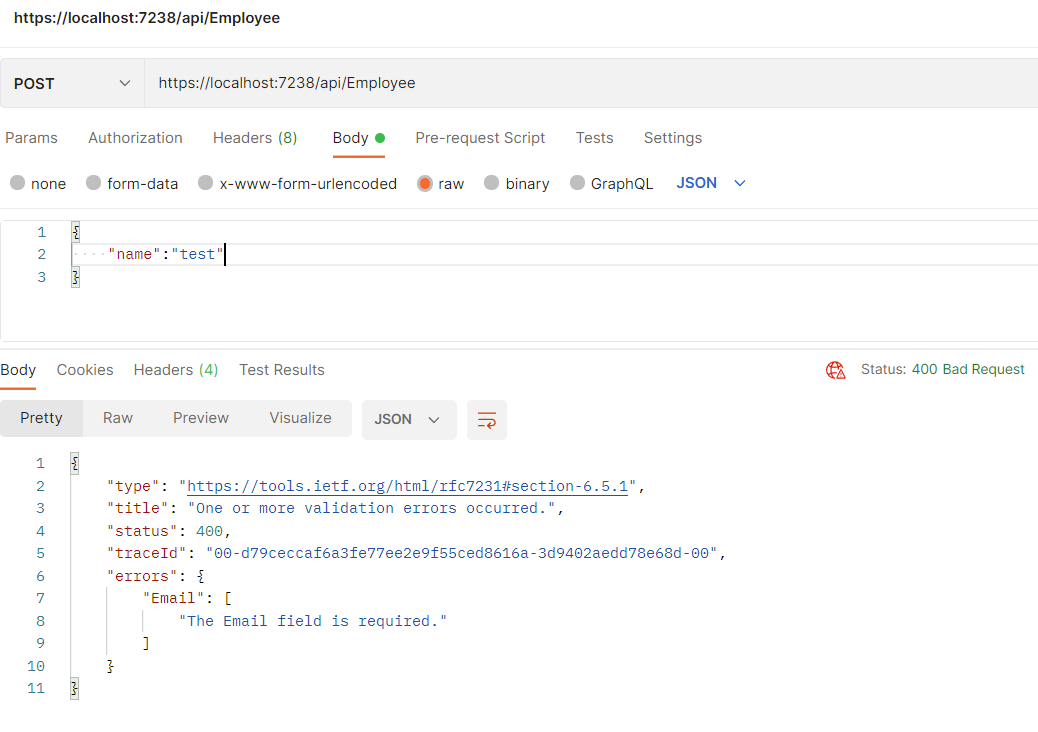 https://localhost:7238/api/Employee
POST https://localhost:7238/api/Employee
Params Authorization Headers (8) Body Pre-request Script Tests Settings
none form-data x-www-form-urlencoded raw binary GraphQL JSON
1 {
2 ····"name":"test"
3 }
Body Cookies Headers (4) Test Results Status: 400 Bad Request
Pretty Raw Preview Visualize JSON
1 {
2 "type": "https://tools.ietf.org/html/rfc7231#section-6.5.1",
3 "title": "One or more validation errors occurred.",
4 "status": 400,
5 "traceId": "00-d79ceccaf6a3fe77ee2e9f55ced8616a-3d9402aedd78e68d-00",
6 "errors": {
7 "Email": [
8 "The Email field is required."
9 ]
10 }
11 }